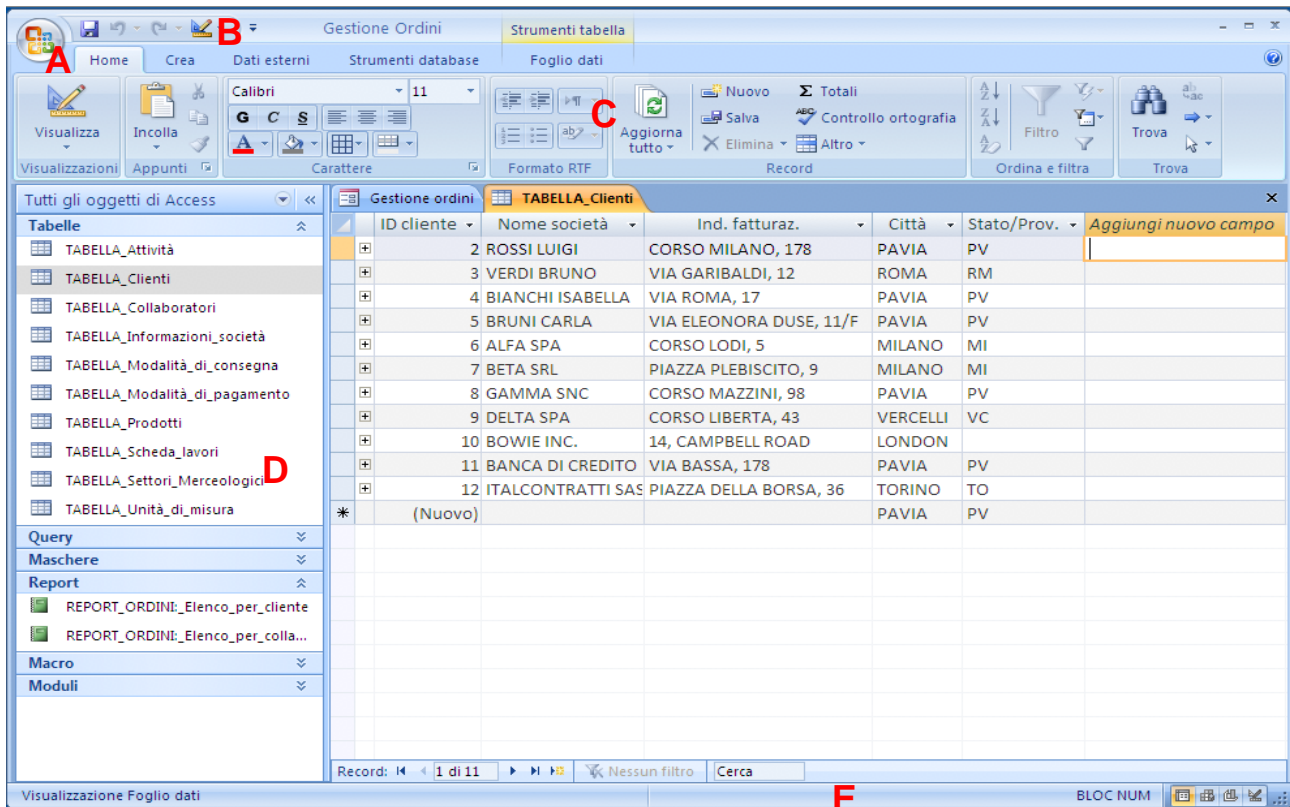 B
Gestione Ordini
Strumenti tabella
A
Home
Crea
Dati esterni
Strumenti database
Foglio dati
Visualizza
Incolla
Calibri
11
G C S
A
C
ab
Aggiorna tutto
Nuovo
Salva
Elimina
Σ Totali
ABC Controllo ortografia
Altro
Filtro
Trova
Visualizzazioni
Appunti
Carattere
Formato RTF
Record
Ordina e filtra
Trova
Tutti gli oggetti di Access
Tabelle
TABELLA_Attività
TABELLA_Clienti
TABELLA_Collaboratori
TABELLA_Informazioni_società
TABELLA_Modalità_di_consegna
TABELLA_Modalità_di_pagamento
TABELLA_Prodotti
TABELLA_Scheda_lavori
D
TABELLA_Settori_Merceologici
TABELLA_Unità_di_misura
Query
Maschere
Report
REPORT_ORDINI:_Elenco_per_cliente
REPORT_ORDINI:_Elenco_per_colla...
Macro
Moduli
Gestione ordini
TABELLA_Clienti
ID cliente Nome società Ind. fatturaz. Città Stato/Prov. Aggiungi nuovo campo
2 ROSSI LUIGI CORSO MILANO, 178 PAVIA PV
3 VERDI BRUNO VIA GARIBALDI, 12 ROMA RM
4 BIANCHI ISABELLA VIA ROMA, 17 PAVIA PV
5 BRUNI CARLA VIA ELEONORA DUSE, 11/F PAVIA PV
6 ALFA SPA CORSO LODI, 5 MILANO MI
7 BETA SRL PIAZZA PLEBISCITO, 9 MILANO MI
8 GAMMA SNC CORSO MAZZINI, 98 PAVIA PV
9 DELTA SPA CORSO LIBERTA, 43 VERCELLI VC
10 BOWIE INC. 14, CAMPBELL ROAD LONDON
11 BANCA DI CREDITO VIA BASSA, 178 PAVIA PV
12 ITALCONTRATTI SAS PIAZZA DELLA BORSA, 36 TORINO TO
(Nuovo) PAVIA PV
Record: 1 di 11 Nessun filtro Cerca
Visualizzazione Foglio dati
BLOC NUM